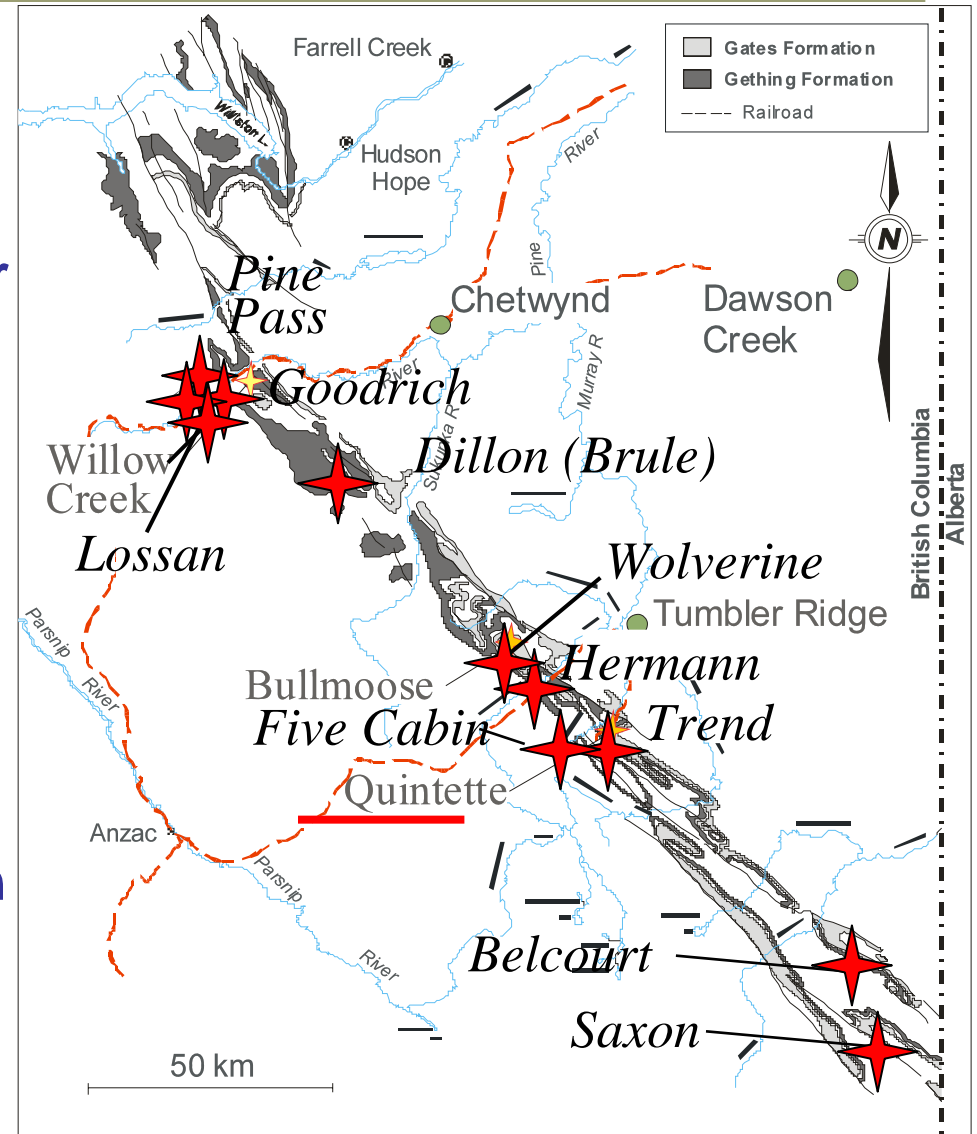 Farrell Creek
Gates Formation
Gething Formation
Railroad
Williston L.
Hudson
Hope
River
N
Pine
Pine
Pass
Chetwynd
Dawson
Creek
River
Murray R
Goodrich
Sukunka R
Dillon (Brule)
Willow
Creek
Lossan
British Columbia
Alberta
Wolverine
Tumbler Ridge
Parsnip
River
Hermann
Bullmoose
Five Cabin
Trend
Quintette
Anzac
Parsnip
River
Belcourt
Saxon
50 km